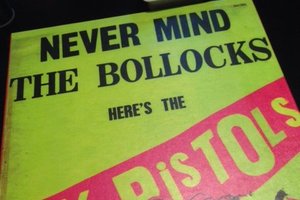 NEVER MIND
THE BOLLOCKS
HERE'S THE
PiSTOLS